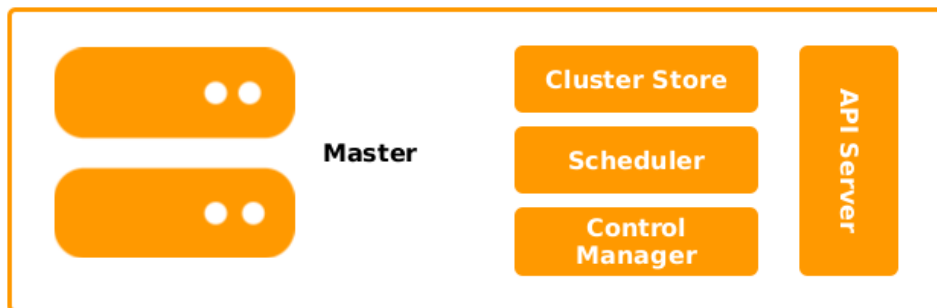 Master
Cluster Store
Scheduler
Control
Manager
API Server